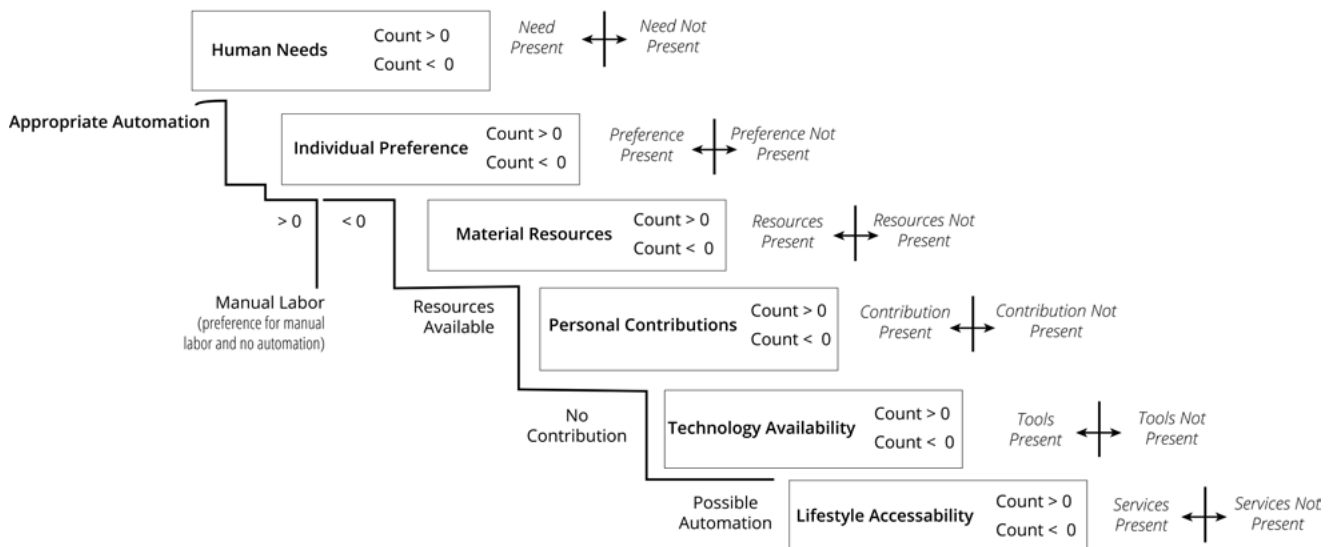 Human Needs
Count > 0
Count <  0
Need
Present
Need Not
Present
Appropriate Automation
Individual Preference
Count > 0
Count <  0
Preference
Present
Preference Not
Present
> 0
< 0
Material Resources
Count > 0
Count <  0
Resources
Present
Resources Not
Present
Manual Labor
(preference for manual
labor and no automation)
Resources
Available
Personal Contributions
Count > 0
Count <  0
Contribution
Present
Contribution Not
Present
No
Contribution
Technology Availability
Count > 0
Count <  0
Tools
Present
Tools Not
Present
Possible
Automation
Lifestyle Accessability
Count > 0
Count <  0
Services
Present
Services Not
Present